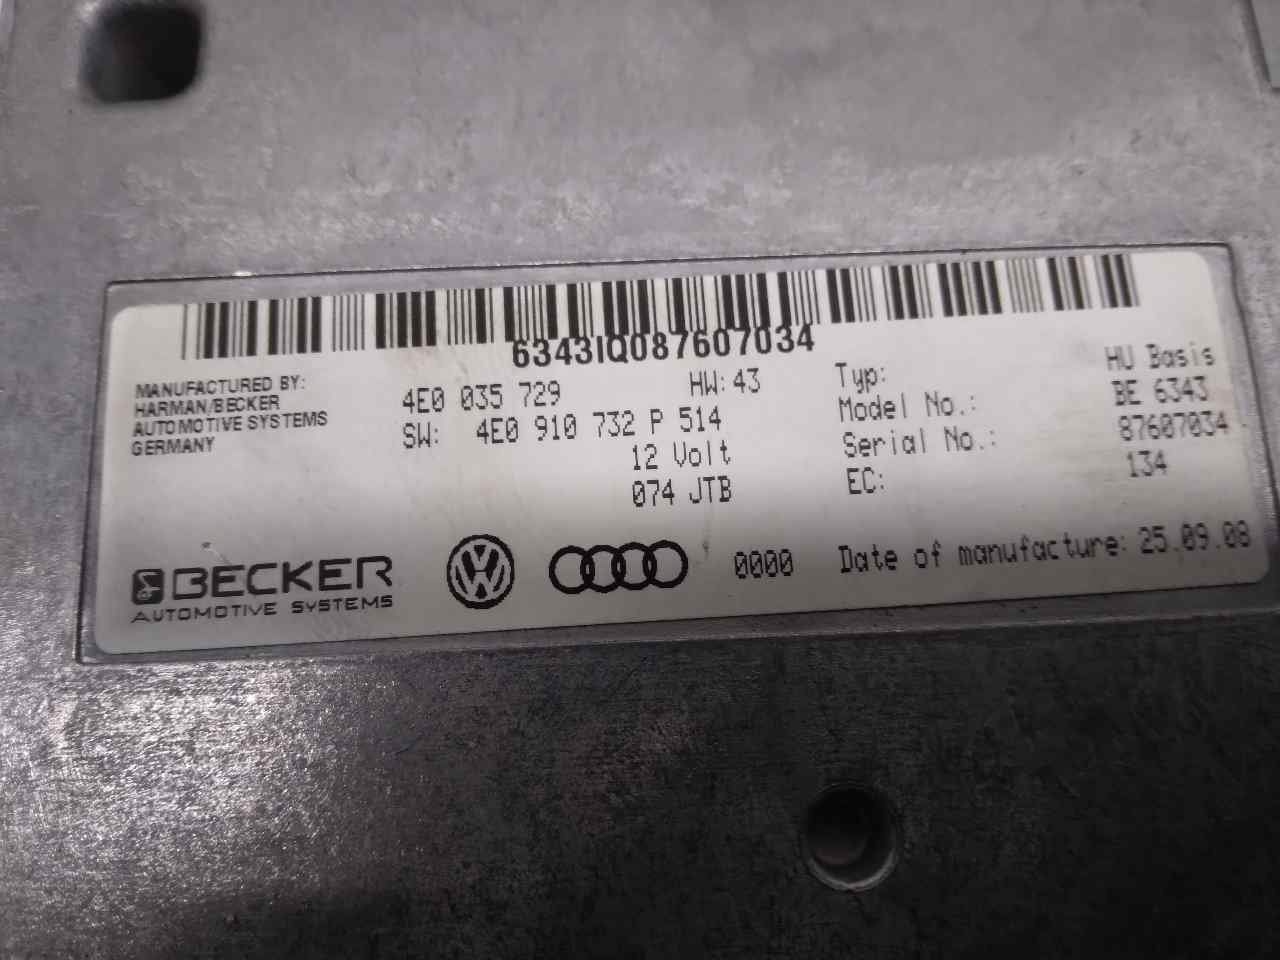 6343IQ087607034
MANUFACTURED BY:
HARMAN/BECKER
AUTOMOTIVE SYSTEMS
GERMANY
4E0 035 729 HW: 43
SW: 4E0 910 732 P 514
12 Volt
074 JTB
Typ: HU Basis
Model No.: BE 6343
Serial No.: 87607034
EC: 134
BECKER
AUTOMOTIVE SYSTEMS
VW
0000
Date of manufacture: 25.09.08